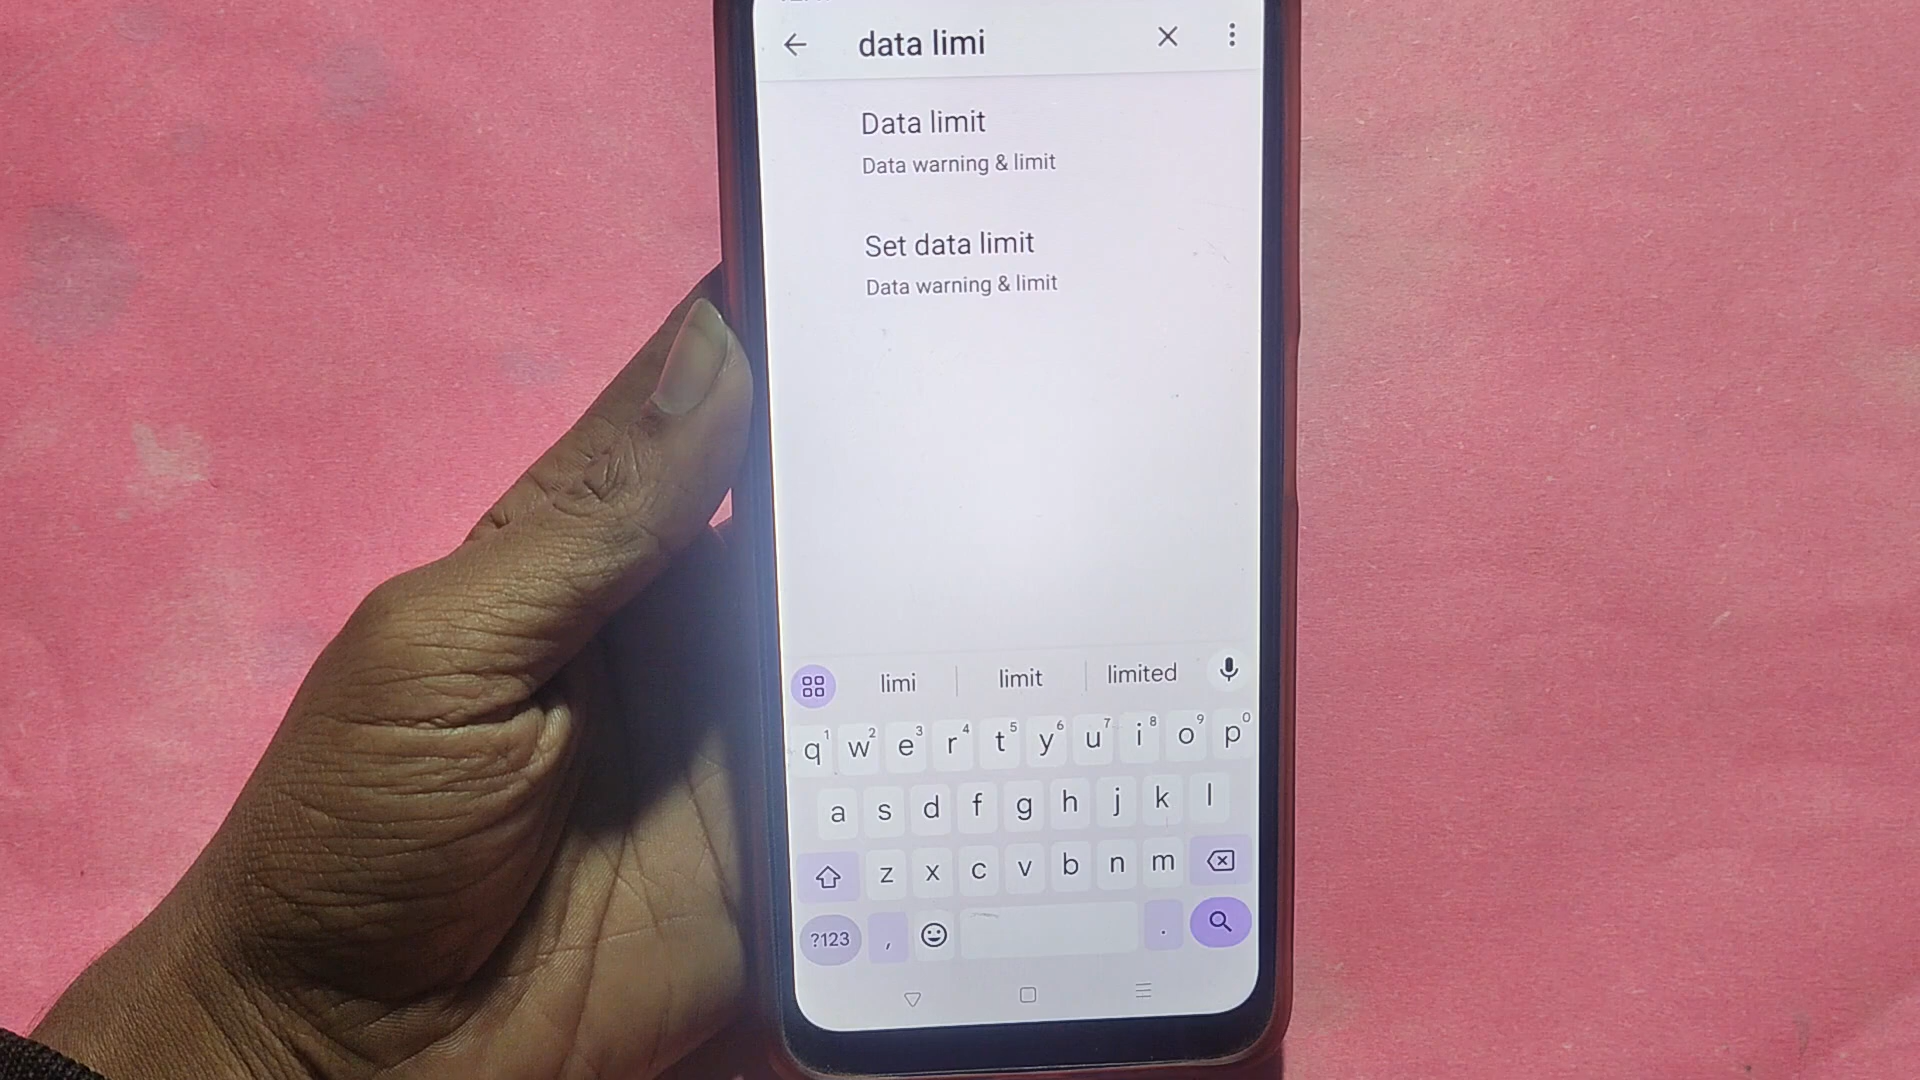 data limi
Data limit
Data warning & limit
Set data limit
Data warning & limit
limi limit limited
q1 w2 e3 r4 t5 y6 u7 i8 o9 p0
a s d f g h j k l
z x c v b n m
?123 , .